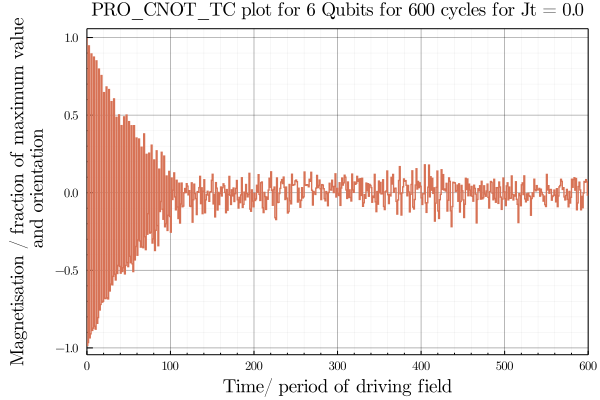 PRO_CNOT_TC plot for 6 Qubits for 600 cycles for Jt = 0.0
Magnetisation / fraction of maximum value
and orientation
1.0
0.5
0.0
−0.5
−1.0
0 100 200 300 400 500 600
Time/ period of driving field